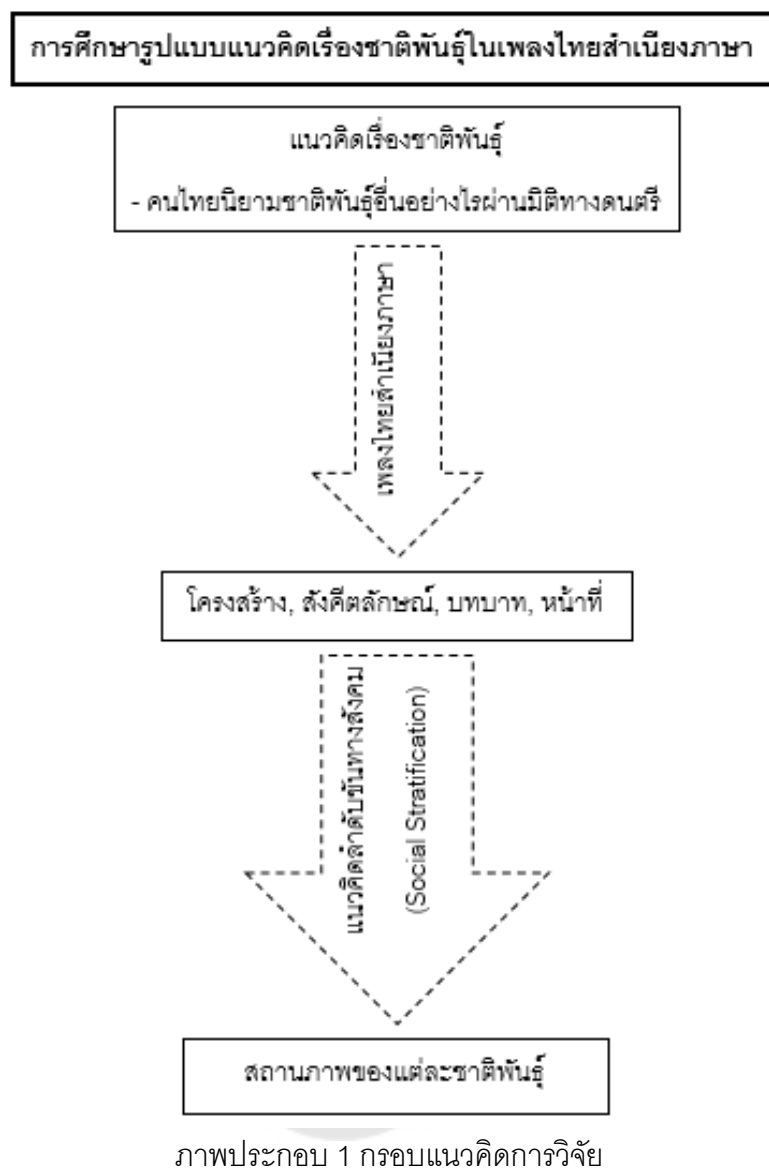 การศึกษารูปแบบแนวคิดเรื่องชาติพันธุ์ในเพลงไทยสำเนียงภาษา
แนวคิดเรื่องชาติพันธุ์
- คนไทยนิยามชาติพันธุ์อื่นอย่างไรผ่านมิติทางดนตรี
เพลงไทยสำเนียงภาษา
โครงสร้าง, สังคีตลักษณ์, บทบาท, หน้าที่
แนวคิดลำดับขั้นทางสังคม
(Social Stratification)
สถานภาพของแต่ละชาติพันธุ์
ภาพประกอบ 1 กรอบแนวคิดการวิจัย